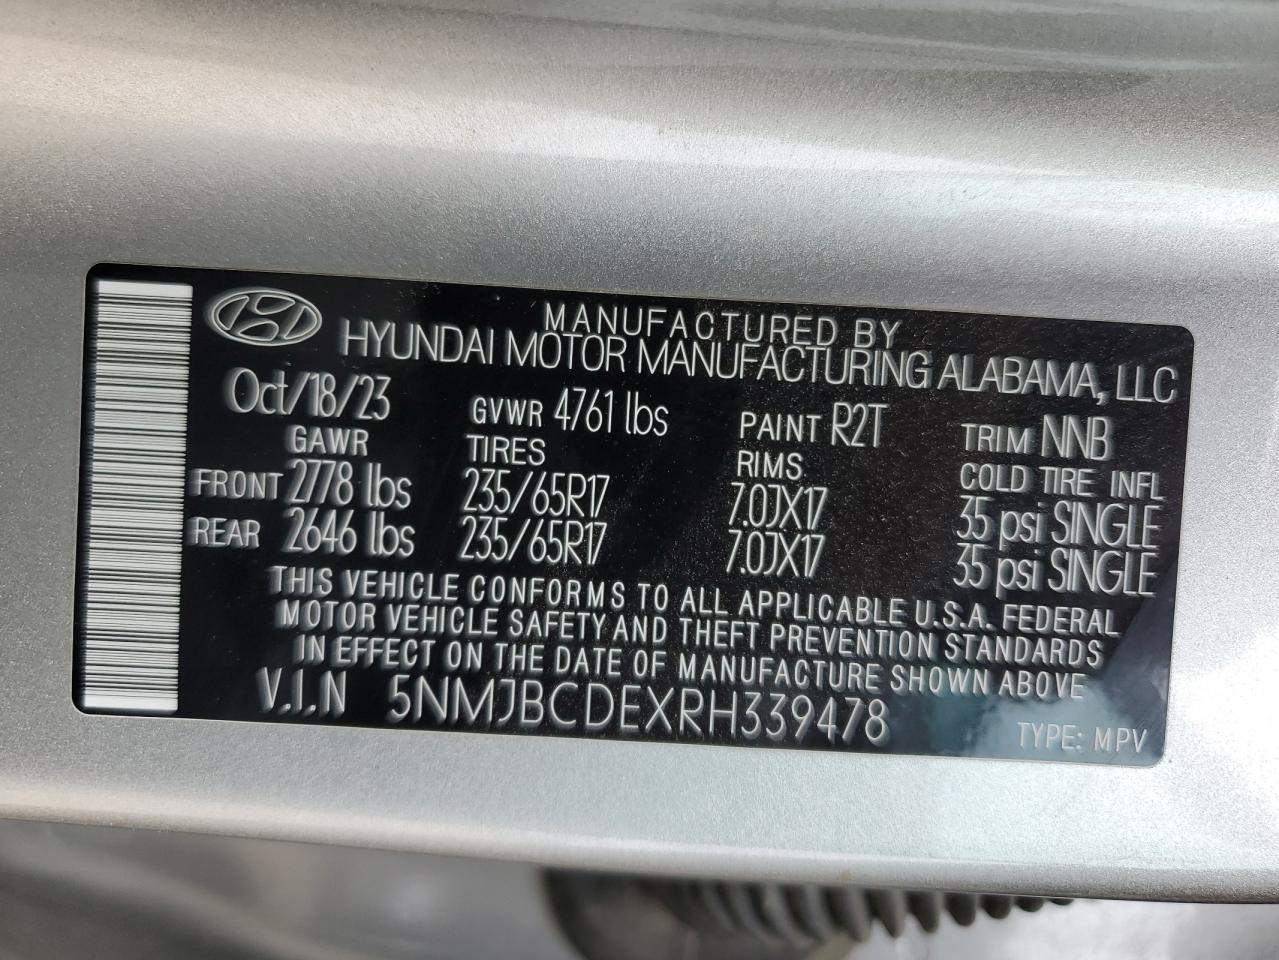 MANUFACTURED BY
HYUNDAI MOTOR MANUFACTURING ALABAMA, LLC
Oct/18/23 GVWR 4761 lbs PAINT R2T TRIM NNB
GAWR TIRES RIMS COLD TIRE INFL
FRONT 2778 lbs 235/65R17 7.0JX17 35 psi SINGLE
REAR 2646 lbs 235/65R17 7.0JX17 35 psi SINGLE
THIS VEHICLE CONFORMS TO ALL APPLICABLE U.S.A. FEDERAL
MOTOR VEHICLE SAFETY AND THEFT PREVENTION STANDARDS
IN EFFECT ON THE DATE OF MANUFACTURE SHOWN ABOVE
V.I.N 5NMJBCDEXRH339478 TYPE: MPV